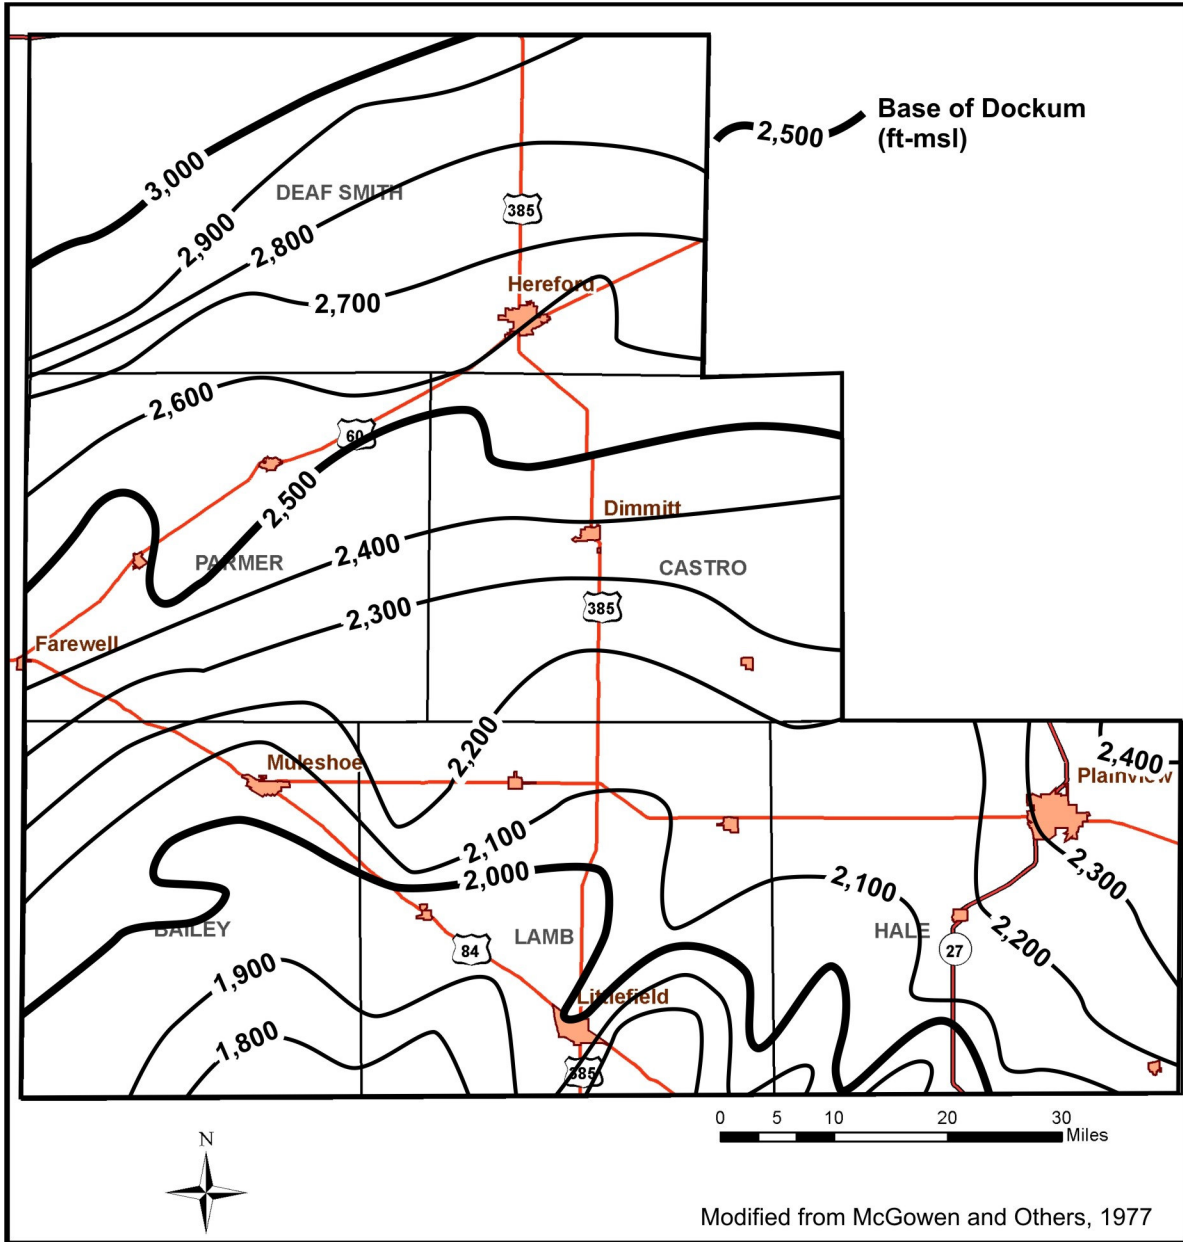 Base of Dockum
(ft-msl)
2,500
3,000
DEAF SMITH
385
2,900
2,800
Hereford
2,700
2,600
60
2,500
Dimmitt
2,400
PARMER
CASTRO
2,300
385
Farewell
2,200
2,400
Muleshoe
Plainview
2,100
2,300
2,000
2,100
BAILEY
LAMB
HALE
2,200
84
27
1,900
Littlefield
1,800
385
0 5 10 20 30
Miles
N
Modified from McGowen and Others, 1977